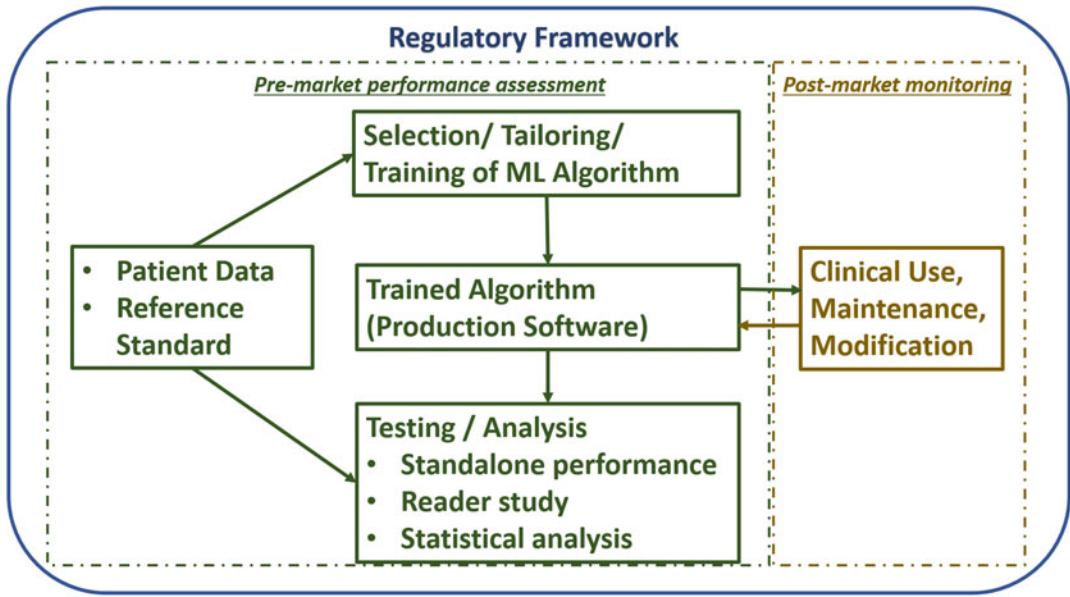 Regulatory Framework
Pre-market performance assessment
Post-market monitoring
Selection/ Tailoring/
Training of ML Algorithm
• Patient Data
• Reference
Standard
Trained Algorithm
(Production Software)
Clinical Use,
Maintenance,
Modification
Testing / Analysis
• Standalone performance
• Reader study
• Statistical analysis